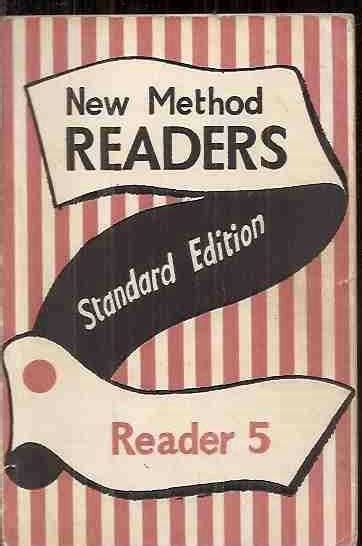 New Method
READERS
Standard Edition
Reader 5